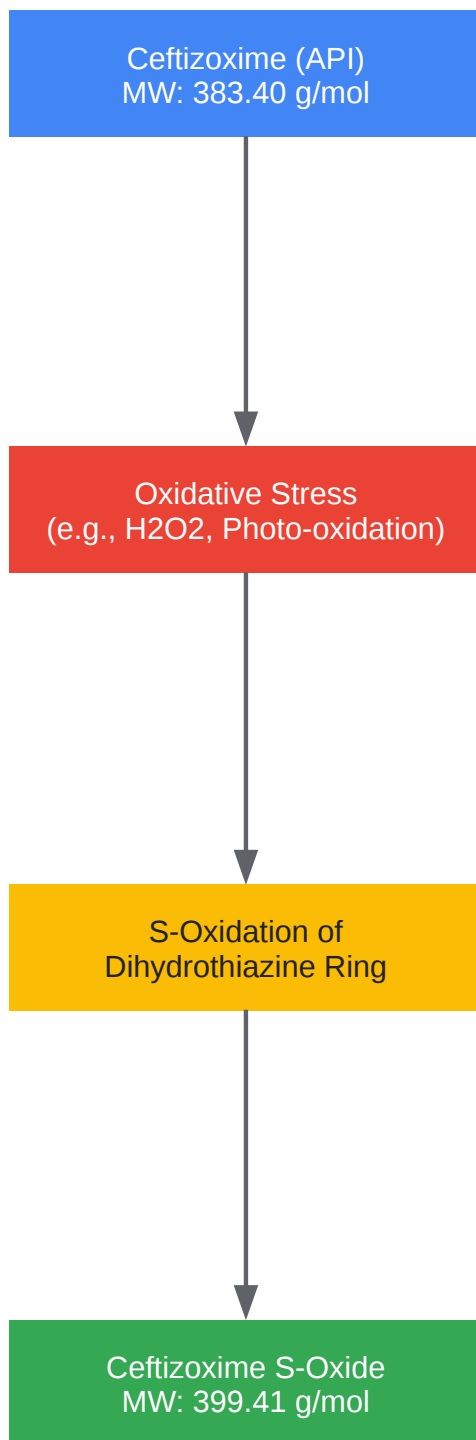 Ceftizoxime (API)
MW: 383.40 g/mol
Oxidative Stress
(e.g., H2O2, Photo-oxidation)
S-Oxidation of
Dihydrothiazine Ring
Ceftizoxime S-Oxide
MW: 399.41 g/mol